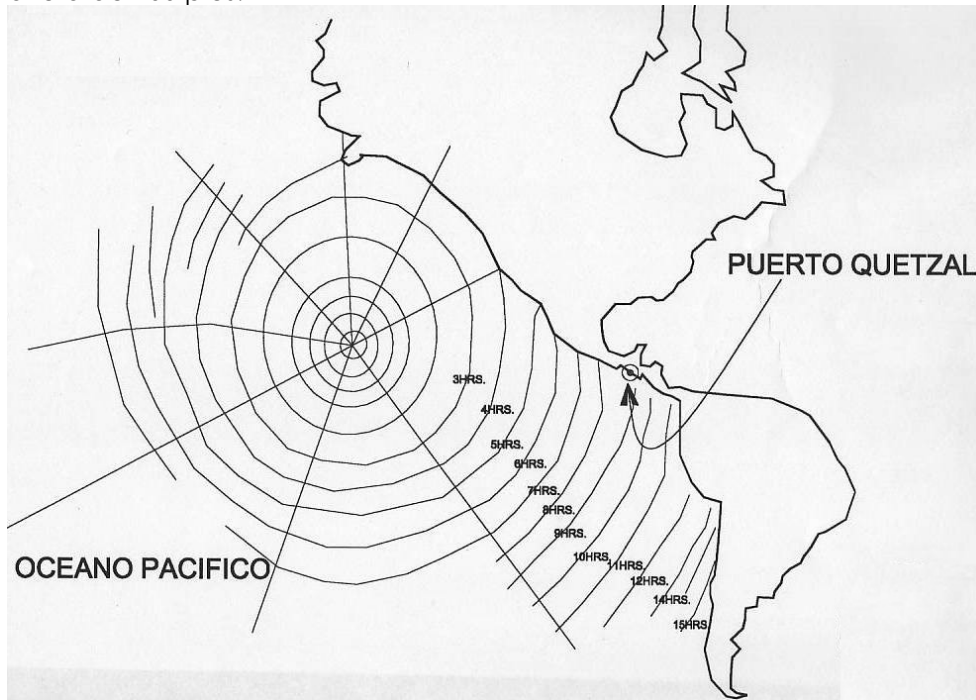 PUERTO QUETZAL
3HRS.
4HRS.
5HRS.
6HRS.
7HRS.
8HRS.
9HRS.
10HRS.
11HRS.
12HRS.
14HRS.
15HRS.
OCEANO PACIFICO